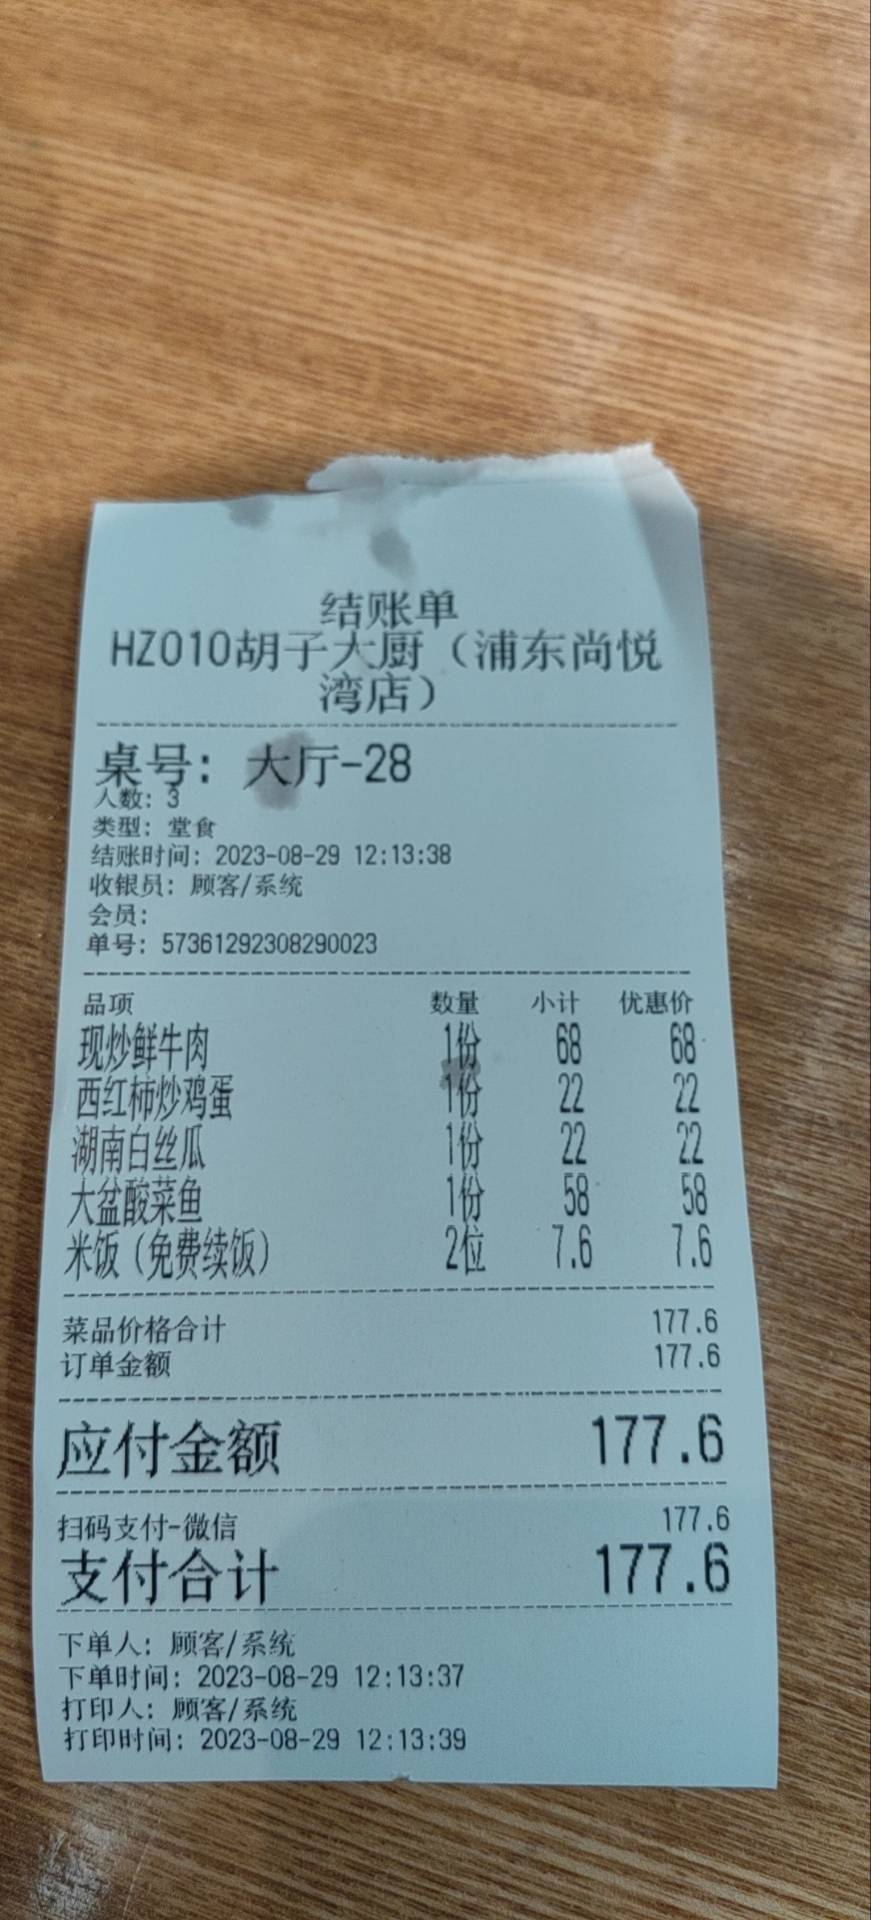 结账单
HZ010胡子大厨（浦东尚悦
湾店）
桌号：大厅-28
人数：3
类型：堂食
结账时间：2023-08-29 12:13:38
收银员：顾客/系统
会员：
单号：57361292308290023
品项 数量 小计 优惠价
现炒鲜牛肉 1份 68 68
西红柿炒鸡蛋 1份 22 22
湖南白丝瓜 1份 22 22
大盆酸菜鱼 1份 58 58
米饭（免费续饭） 2位 7.6 7.6
菜品价格合计 177.6
订单金额 177.6
应付金额 177.6
扫码支付-微信 177.6
支付合计 177.6
下单人：顾客/系统
下单时间：2023-08-29 12:13:37
打印人：顾客/系统
打印时间：2023-08-29 12:13:39